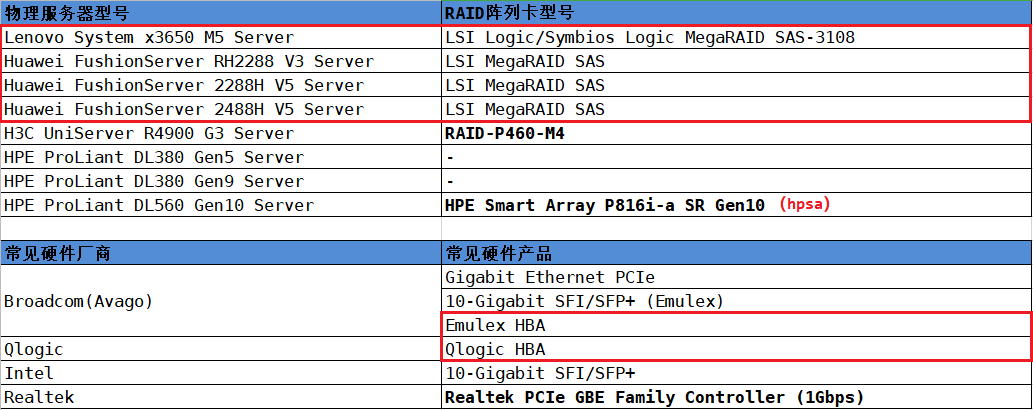 物理服务器型号 RAID阵列卡型号
Lenovo System x3650 M5 Server LSI Logic/Symbios Logic MegaRAID SAS-3108
Huawei FushionServer RH2288 V3 Server LSI MegaRAID SAS
Huawei FushionServer 2288H V5 Server LSI MegaRAID SAS
Huawei FushionServer 2488H V5 Server LSI MegaRAID SAS
H3C UniServer R4900 G3 Server RAID-P460-M4
HPE ProLiant DL380 Gen5 Server -
HPE ProLiant DL380 Gen9 Server -
HPE ProLiant DL560 Gen10 Server HPE Smart Array P816i-a SR Gen10 (hpsa)
常见硬件厂商 常见硬件产品
Gigabit Ethernet PCIe
Broadcom(Avago) 10-Gigabit SFI/SFP+ (Emulex)
Emulex HBA
Qlogic Qlogic HBA
Intel 10-Gigabit SFI/SFP+
Realtek Realtek PCIe GBE Family Controller (1Gbps)